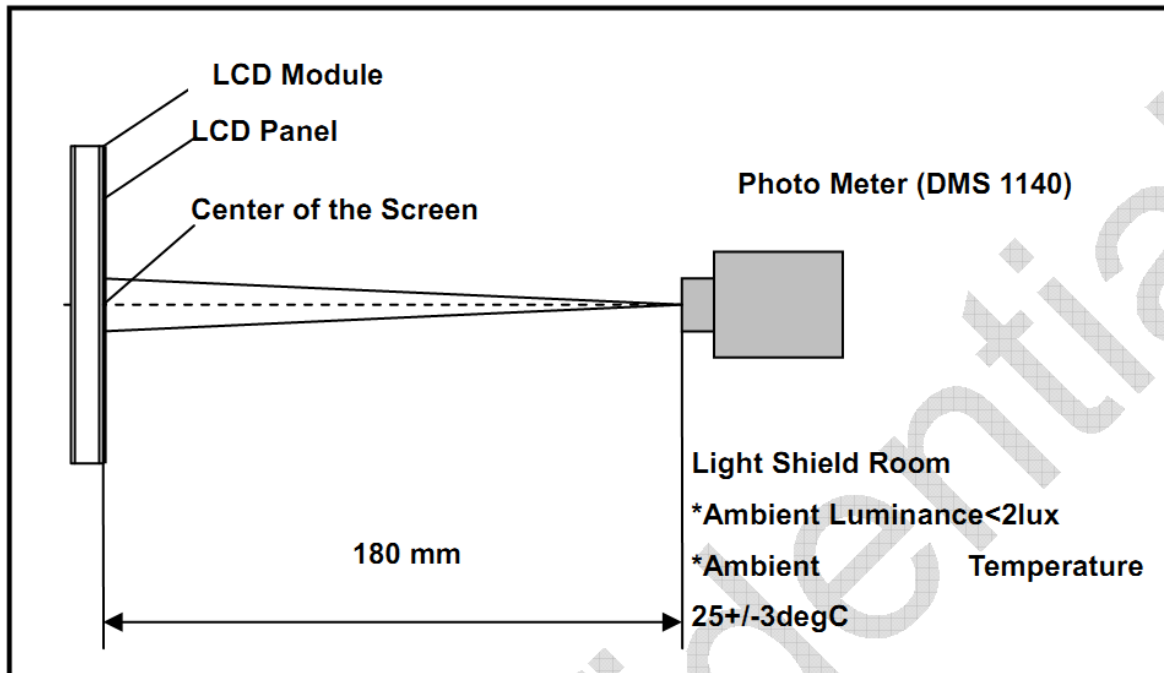 LCD Module
LCD Panel
Center of the Screen
Photo Meter (DMS 1140)
180 mm
Light Shield Room
*Ambient Luminance<2lux
*Ambient Temperature
25+/-3degC